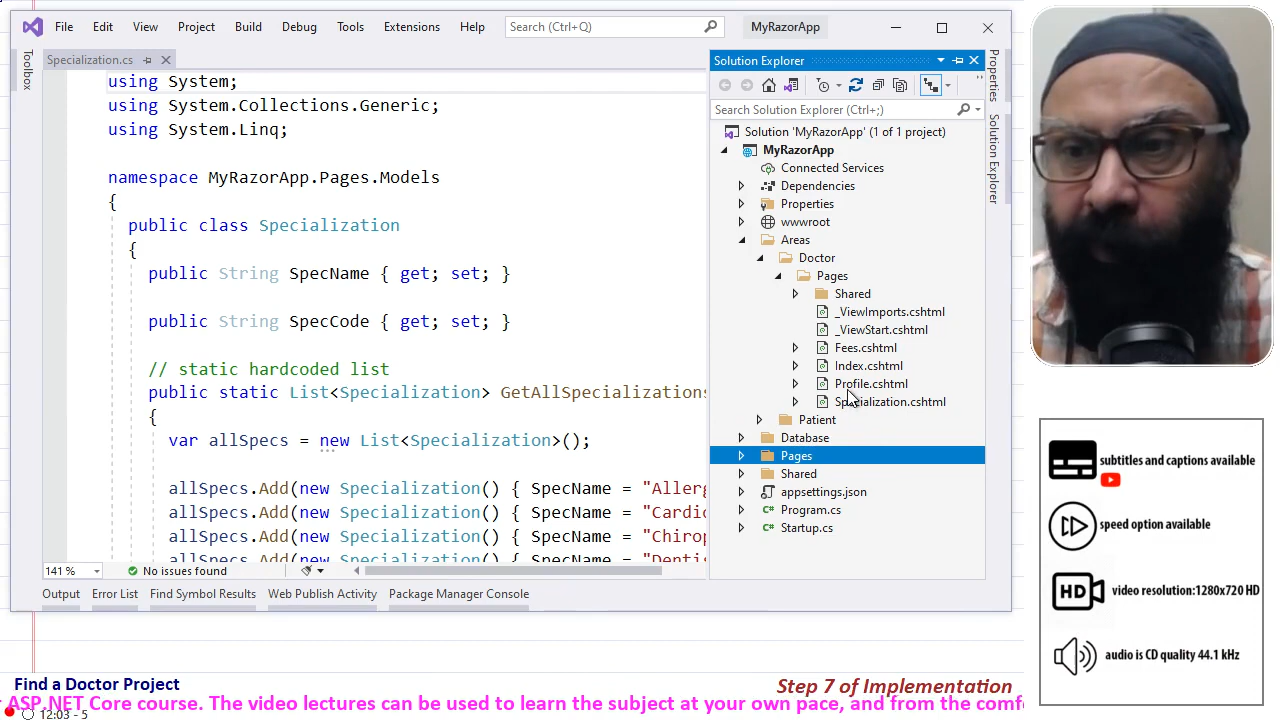 File Edit View Project Build Debug Tools Extensions Help Search (Ctrl+Q) MyRazorApp
Toolbox
Specialization.cs
using System;
using System.Collections.Generic;
using System.Linq;
namespace MyRazorApp.Pages.Models
{
public class Specialization
{
public String SpecName { get; set; }
public String SpecCode { get; set; }
// static hardcoded list
public static List<Specialization> GetAllSpecializations
{
var allSpecs = new List<Specialization>();
allSpecs.Add(new Specialization() { SpecName = "Allerg
allSpecs.Add(new Specialization() { SpecName = "Cardio
allSpecs.Add(new Specialization() { SpecName = "Chirop
allSpecs.Add(new Specialization() { SpecName = "Dentis
141 % No issues found
Output Error List Find Symbol Results Web Publish Activity Package Manager Console
Solution Explorer
Search Solution Explorer (Ctrl+;)
Solution 'MyRazorApp' (1 of 1 project)
MyRazorApp
Connected Services
Dependencies
Properties
wwwroot
Areas
Doctor
Pages
Shared
_ViewImports.cshtml
_ViewStart.cshtml
Fees.cshtml
Index.cshtml
Profile.cshtml
Specialization.cshtml
Patient
Database
Pages
Shared
appsettings.json
Program.cs
Startup.cs
Properties
Solution Explorer
subtitles and captions available
speed option available
HD video resolution:1280x720 HD
audio is CD quality 44.1 kHz
Find a Doctor Project
Step 7 of Implementation
ASP.NET Core course. The video lectures can be used to learn the subject at your own pace, and from the comf
12:03 - 5